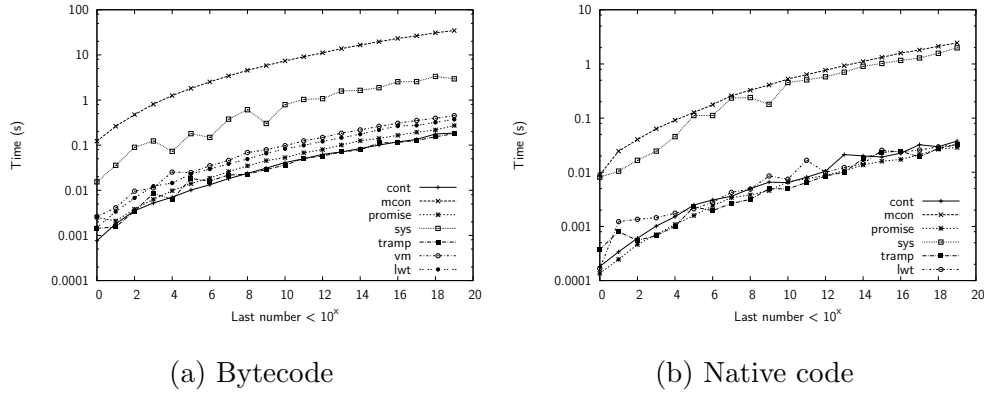 100
10
1
0.1
0.01
0.001
0.0001
Time (s)
cont
mcon
promise
sys
tramp
vm
lwt
0 2 4 6 8 10 12 14 16 18 20
Last number < 10^x
(a) Bytecode
10
1
0.1
0.01
0.001
0.0001
Time (s)
cont
mcon
promise
sys
tramp
lwt
0 2 4 6 8 10 12 14 16 18 20
Last number < 10^x
(b) Native code